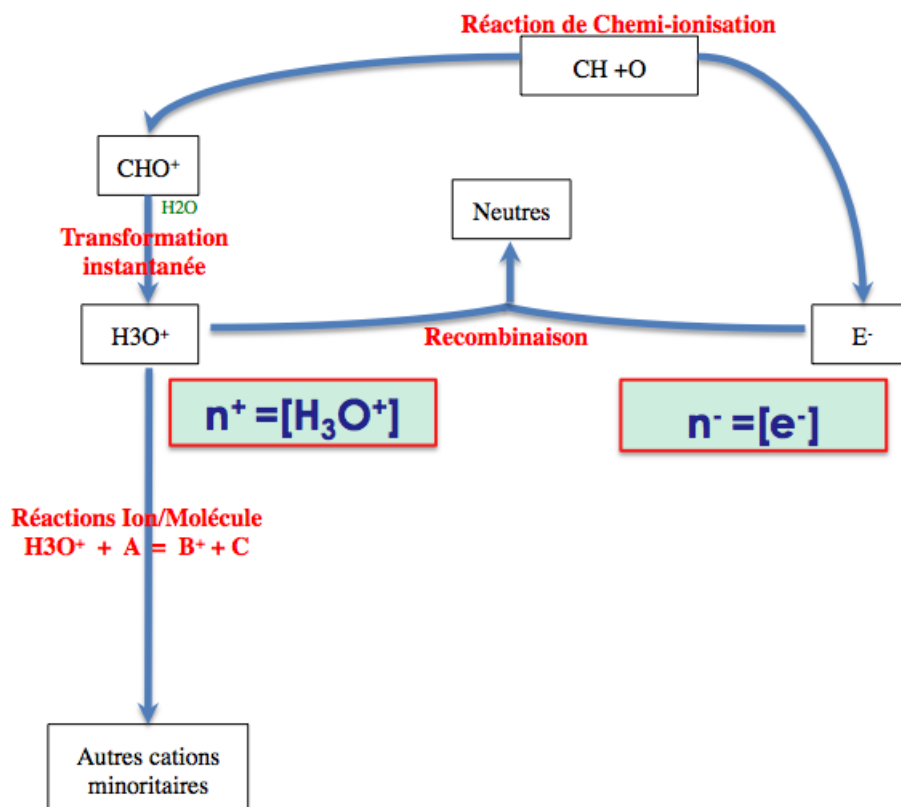 Réaction de Chemi-ionisation
CH +O
CHO⁺
H2O
Neutres
Transformation
instantanée
H3O⁺
Recombinaison
E⁻
n⁺ =[H₃O⁺]
n⁻ =[e⁻]
Réactions Ion/Molécule
H3O⁺ + A = B⁺ + C
Autres cations
minoritaires